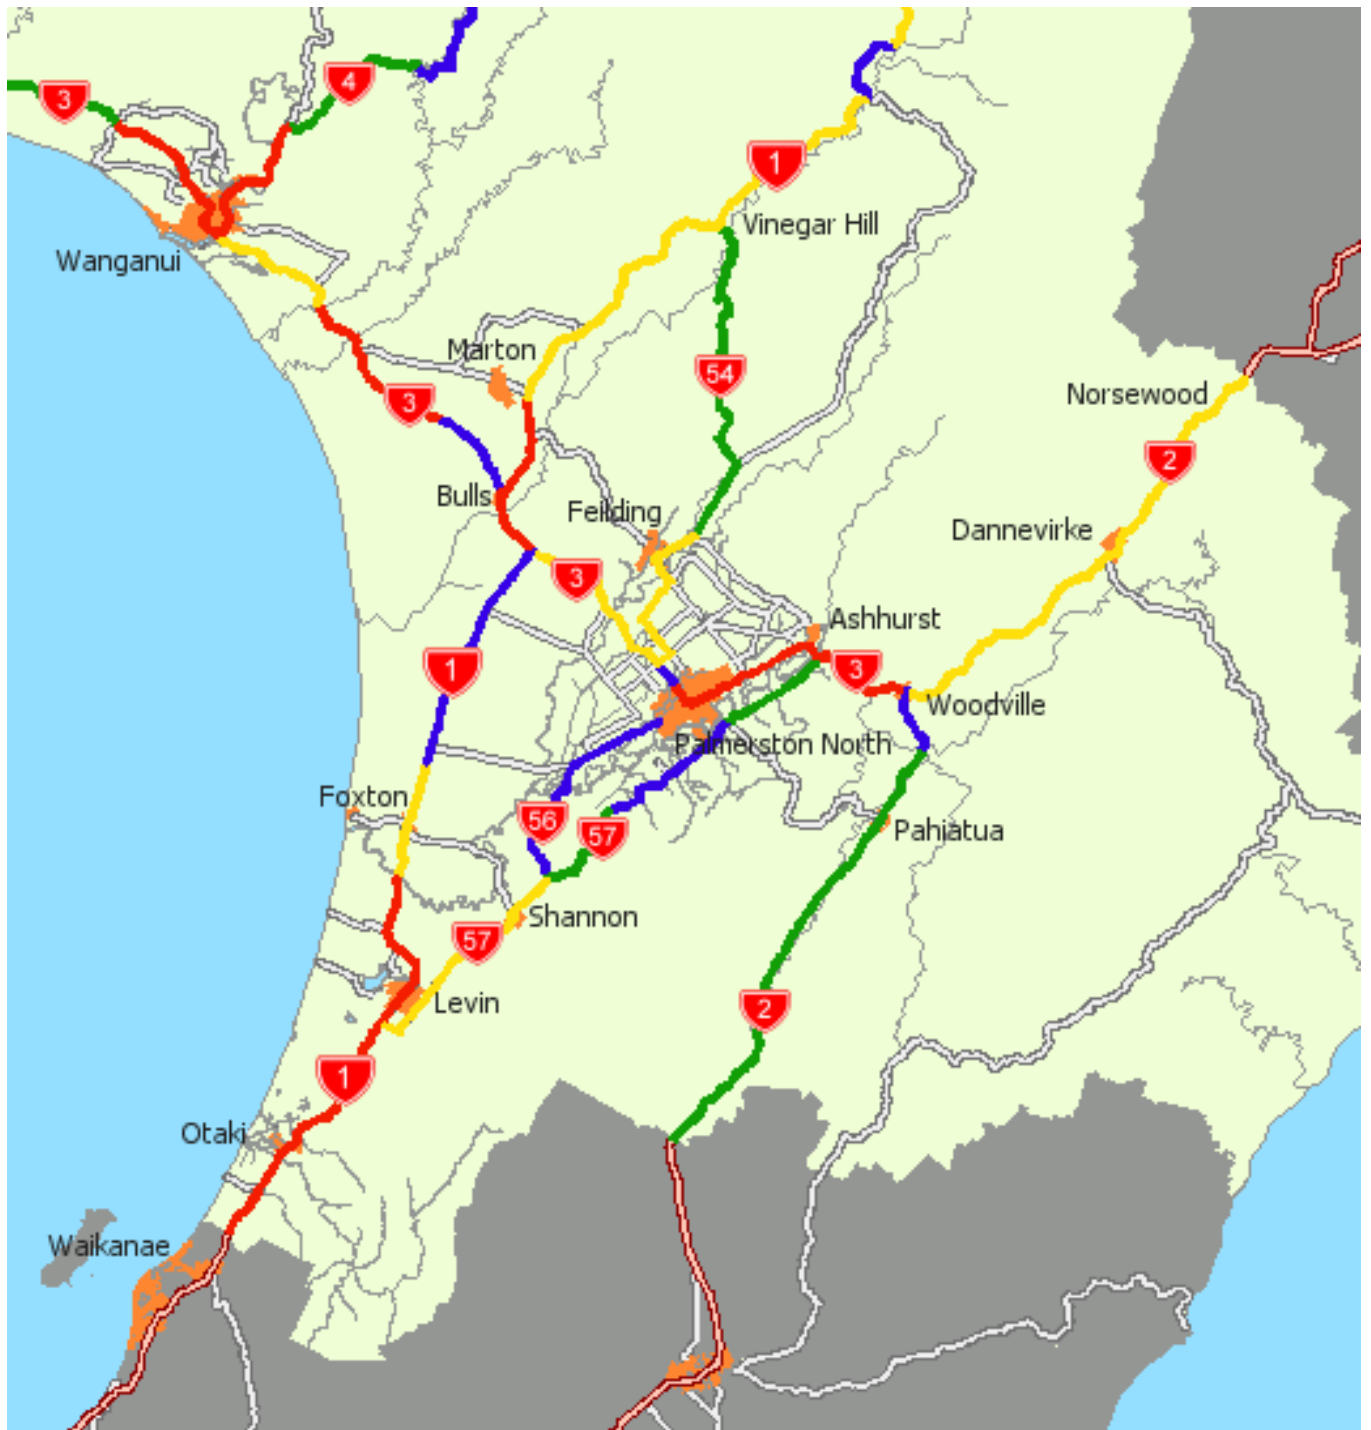 4
3
1
Vinegar Hill
Wanganui
Marton
54
Norsewood
3
2
Bulls
Feilding
Dannevirke
3
Ashhurst
1
3
Woodville
Palmerston North
Foxton
56
57
Pahiatua
Shannon
57
Levin
2
1
Otaki
Waikanae